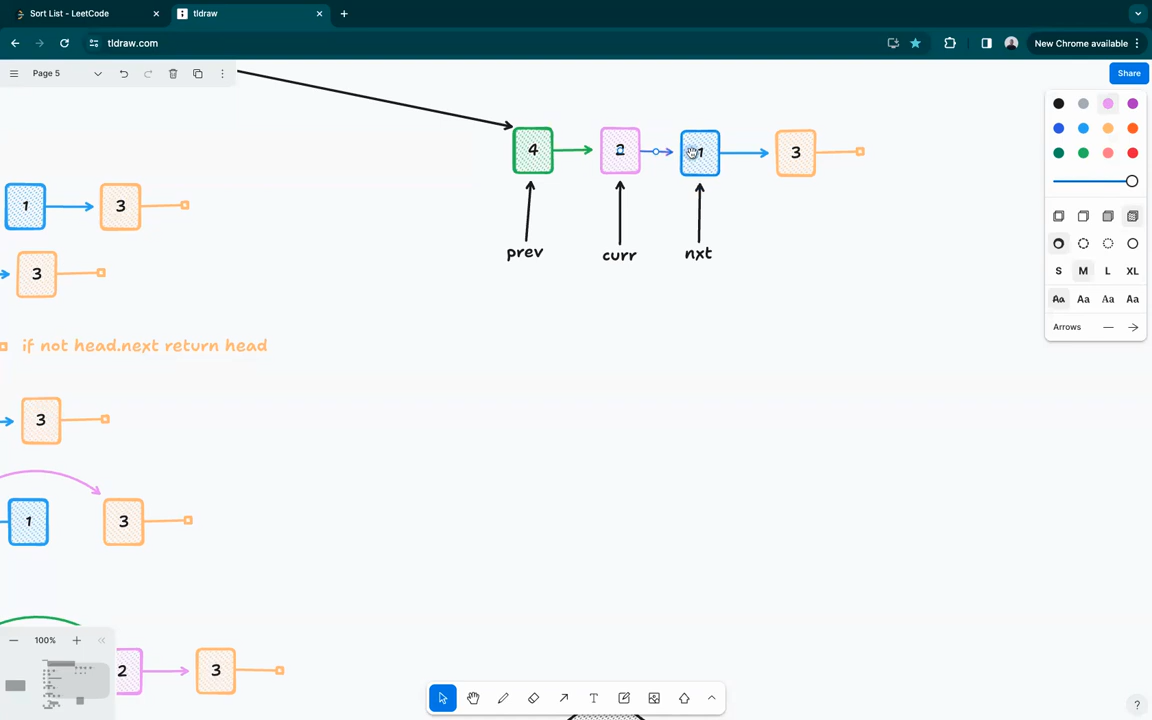 Sort List - LeetCode
tldraw
tldraw.com
New Chrome available
Page 5
Share
4
2
1
3
prev
curr
nxt
1
3
3
if not head.next return head
3
1
3
2
3
S M L XL
Aa Aa Aa Aa
Arrows
100%
T
?